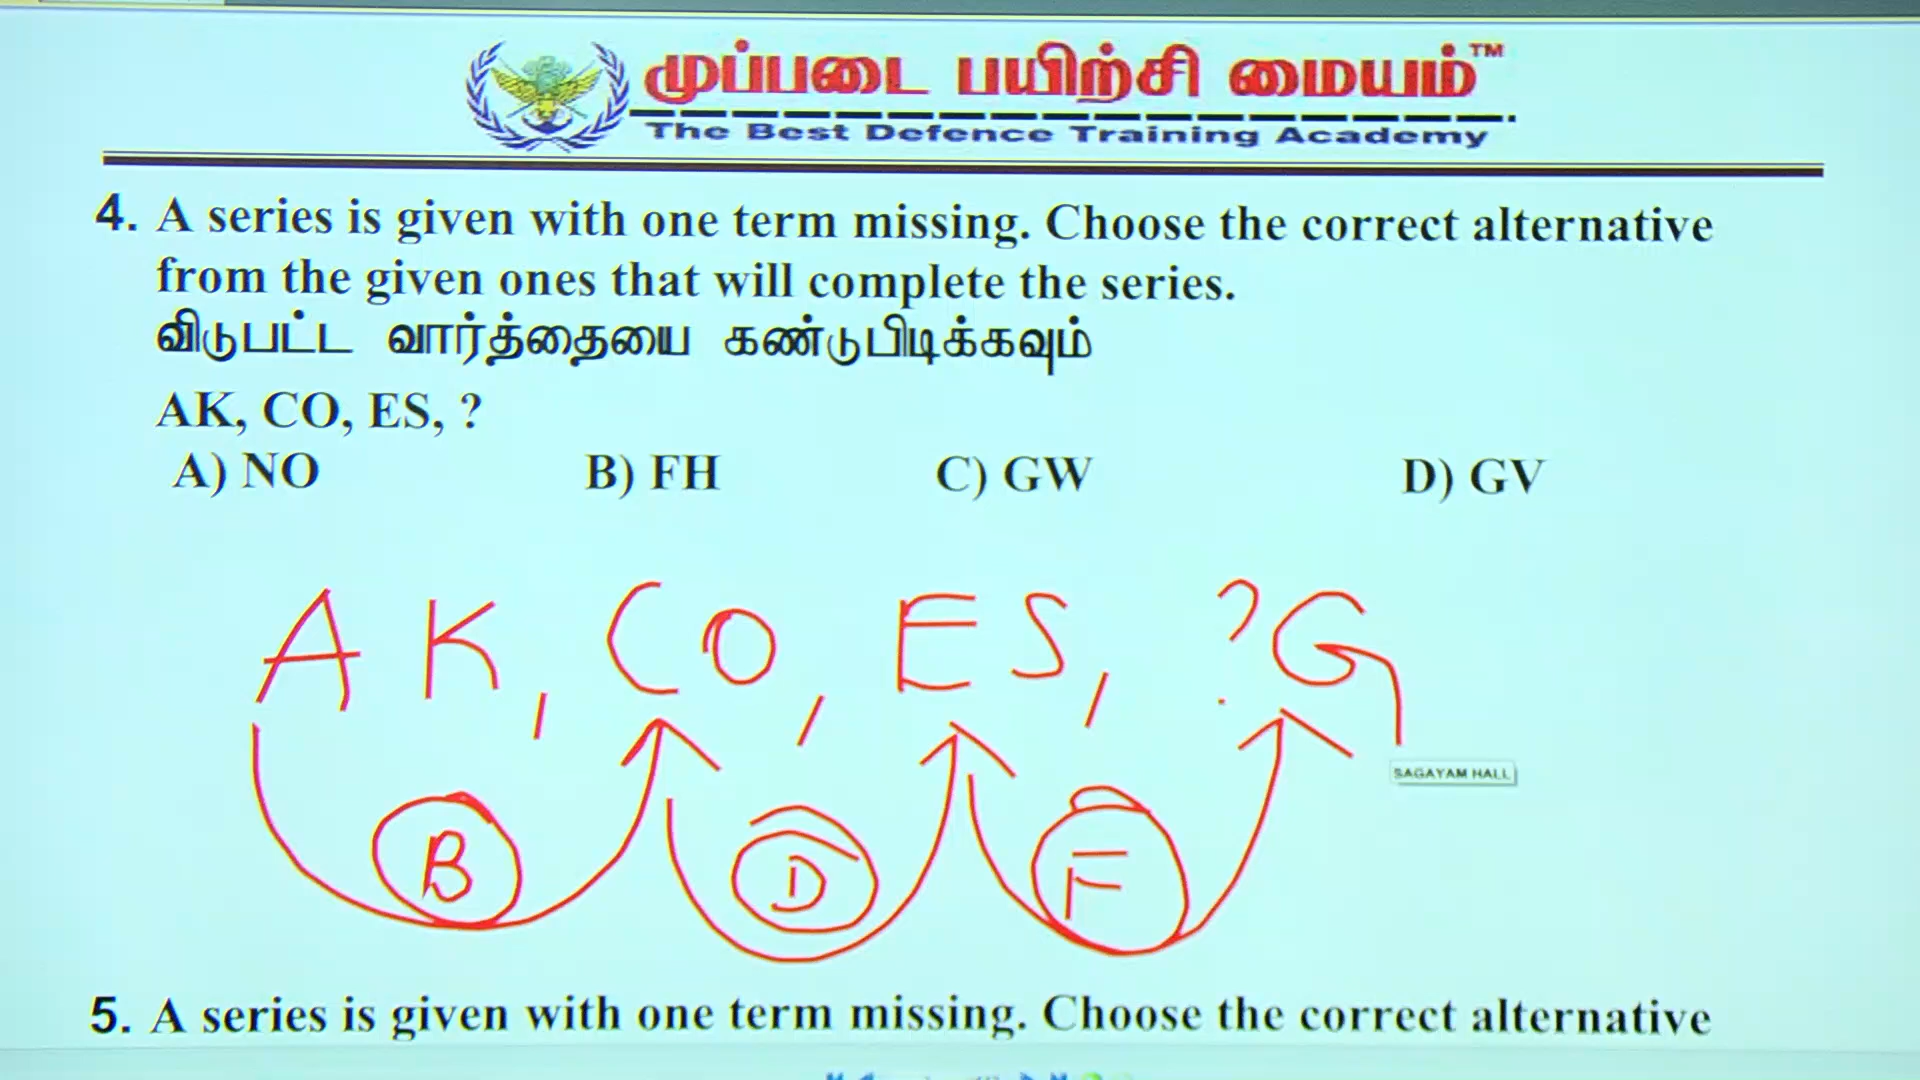 முப்படை பயிற்சி மையம்™
The Best Defence Training Academy
4. A series is given with one term missing. Choose the correct alternative
from the given ones that will complete the series.
விடுபட்ட வார்த்தையை கண்டுபிடிக்கவும்
AK, CO, ES, ?
A) NO B) FH C) GW D) GV
A K, CO, ES, ?G
SAGAYAM HALL
B D F
5. A series is given with one term missing. Choose the correct alternative